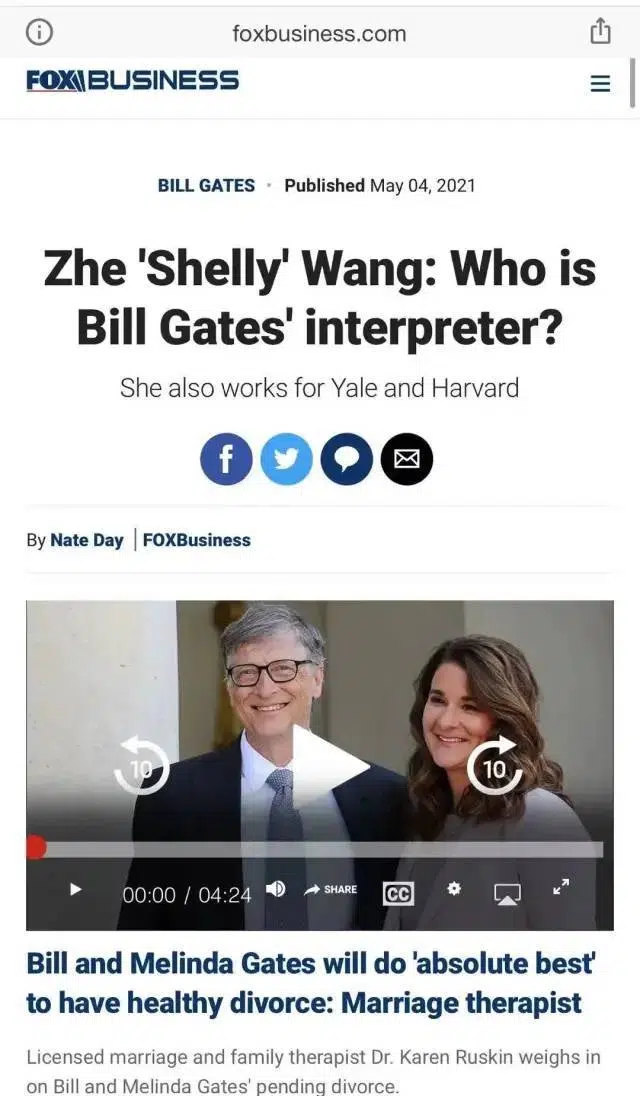 foxbusiness.com
FOX BUSINESS
BILL GATES • Published May 04, 2021
Zhe 'Shelly' Wang: Who is
Bill Gates' interpreter?
She also works for Yale and Harvard
By Nate Day | FOXBusiness
10
10
00:00 / 04:24 SHARE CC
Bill and Melinda Gates will do 'absolute best'
to have healthy divorce: Marriage therapist
Licensed marriage and family therapist Dr. Karen Ruskin weighs in
on Bill and Melinda Gates' pending divorce.